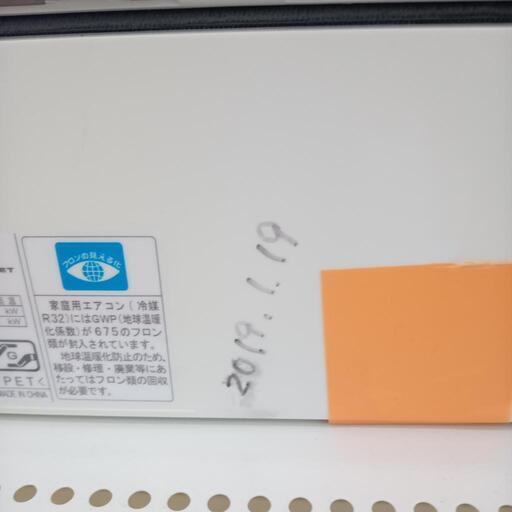 フロンの見える化
家庭用エアコン(冷媒
R32)にはGWP(地球温暖
化係数)が675のフロン
類が封入されています。
地球温暖化防止のため、
移設・修理・廃棄等にあ
たってはフロン類の回収
が必要です。
2019.1.19
ET
kW
kW
G
PET<
MADE IN CHINA